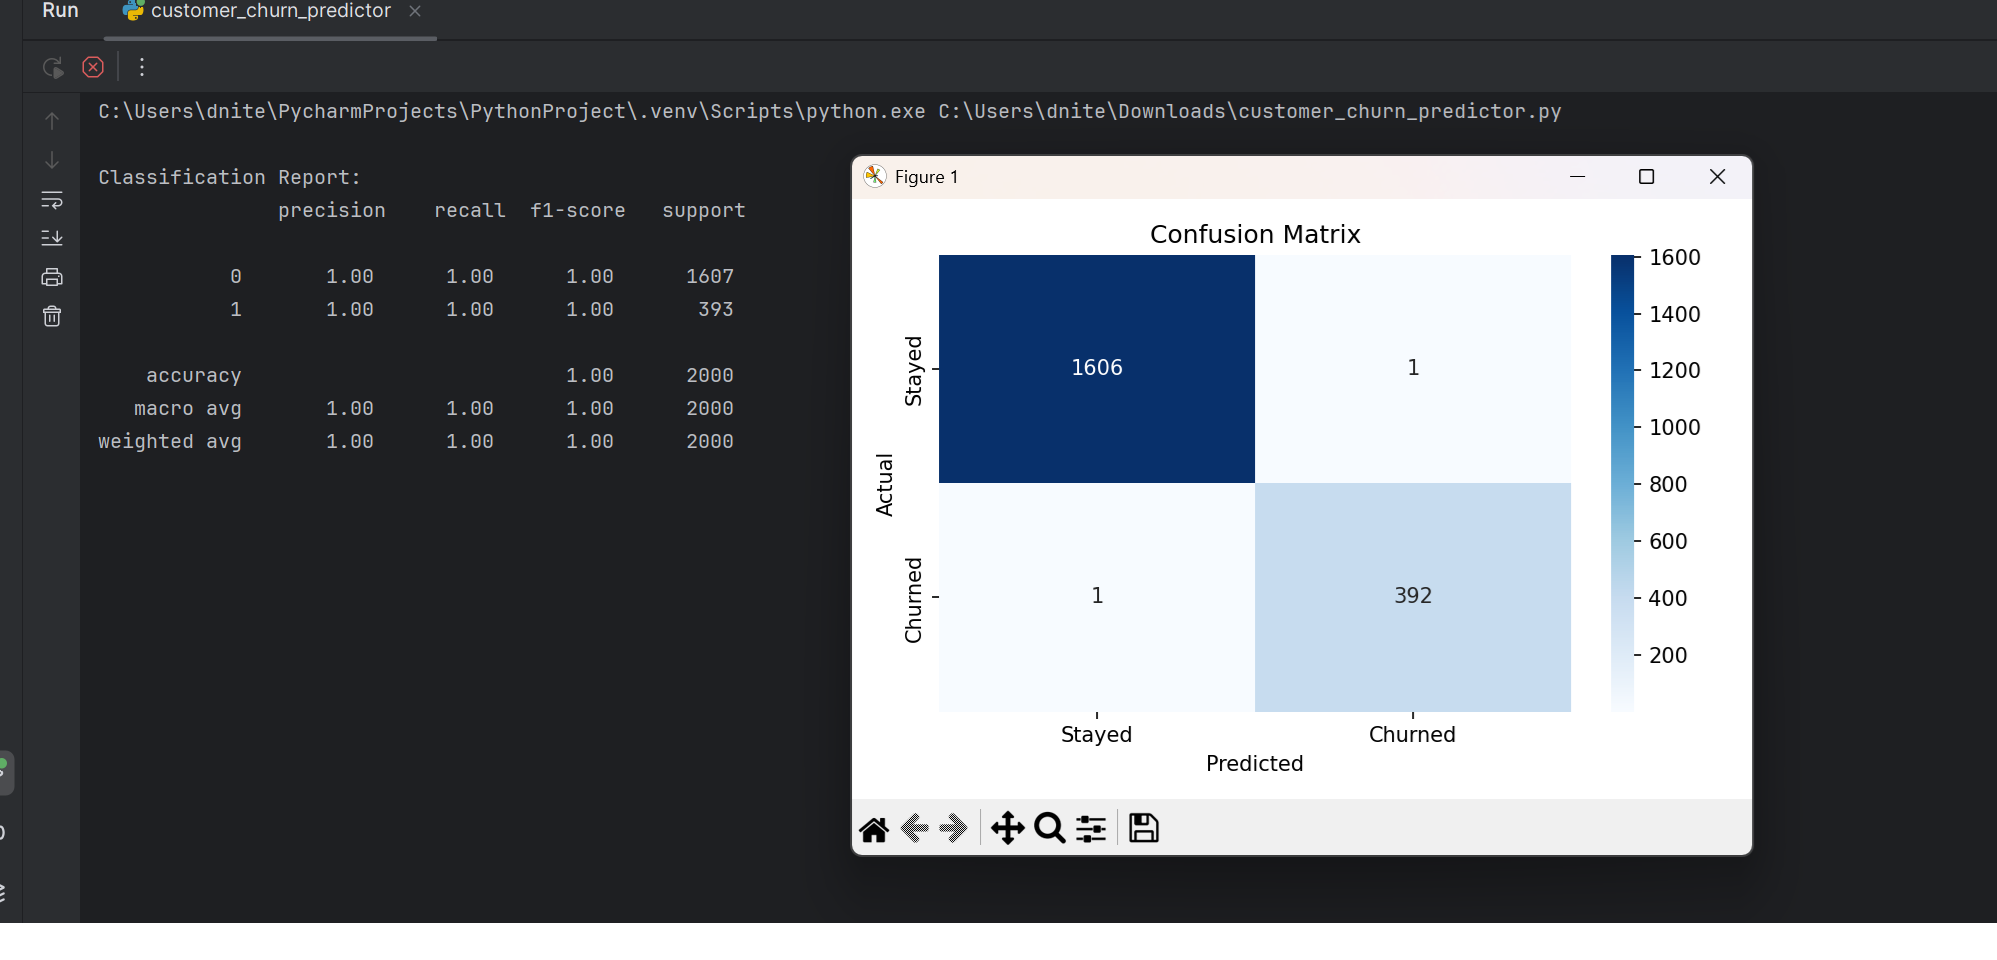 Run customer_churn_predictor
C:\Users\dnite\PycharmProjects\PythonProject\.venv\Scripts\python.exe C:\Users\dnite\Downloads\customer_churn_predictor.py
Classification Report:
precision recall f1-score support
0 1.00 1.00 1.00 1607
1 1.00 1.00 1.00 393
accuracy 1.00 2000
macro avg 1.00 1.00 1.00 2000
weighted avg 1.00 1.00 1.00 2000
Figure 1
Confusion Matrix
Actual
Stayed
1606 1
Churned
1 392
Stayed Churned
Predicted
1600
1400
1200
1000
800
600
400
200